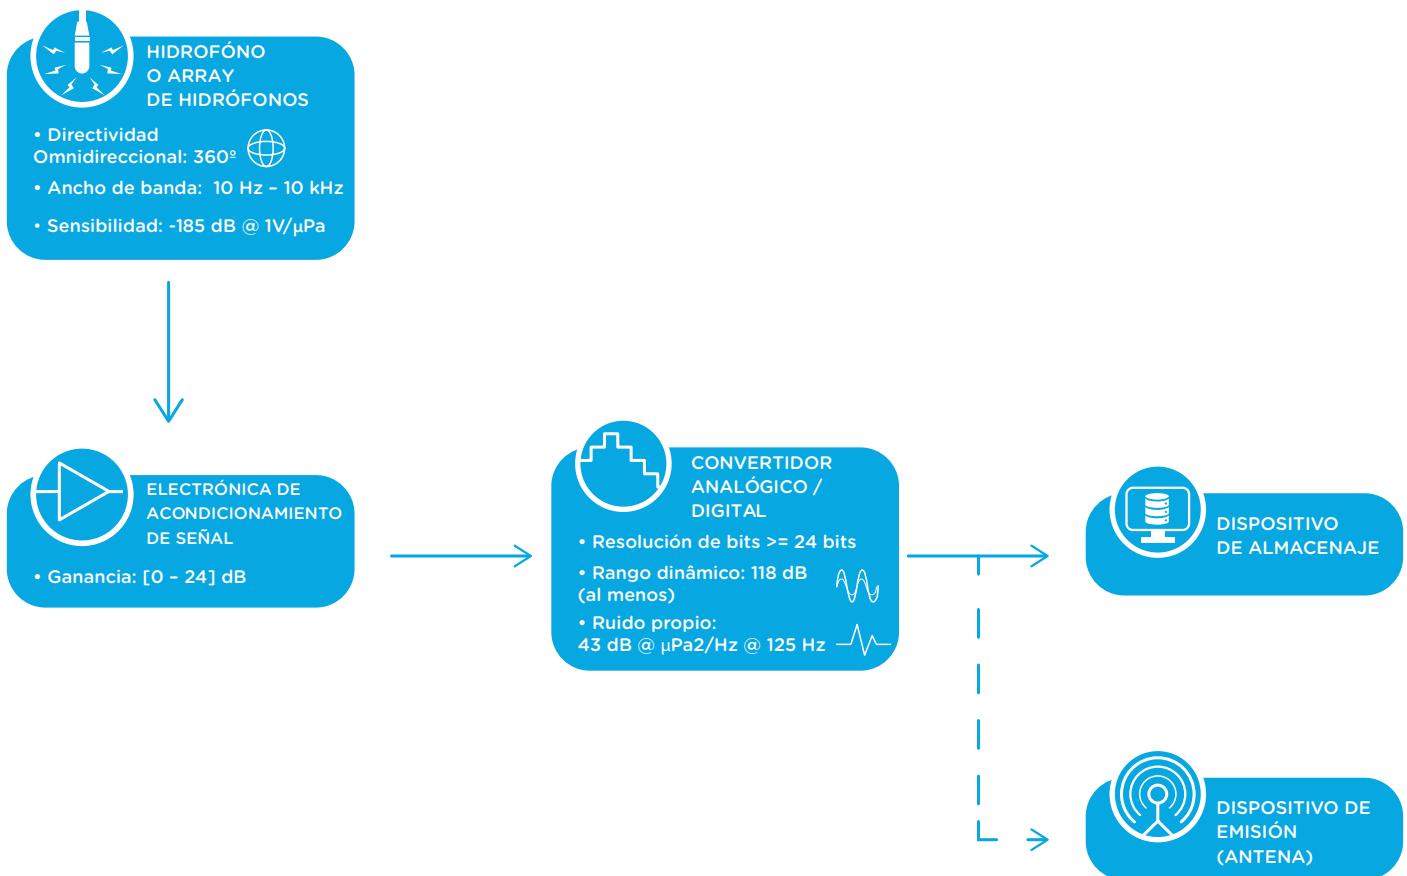 HIDROFÓNO
O ARRAY
DE HIDRÓFONOS
• Directividad
Omnidireccional: 360º
• Ancho de banda:  10 Hz – 10 kHz
• Sensibilidad: -185 dB @ 1V/µPa
ELECTRÓNICA DE
ACONDICIONAMIENTO
DE SEÑAL
• Ganancia: [0 – 24] dB
CONVERTIDOR
ANALÓGICO /
DIGITAL
• Resolución de bits >= 24 bits
• Rango dinâmico: 118 dB
(al menos)
• Ruido propio:
43 dB @ µPa2/Hz @ 125 Hz
DISPOSITIVO
DE ALMACENAJE
DISPOSITIVO DE
EMISIÓN
(ANTENA)